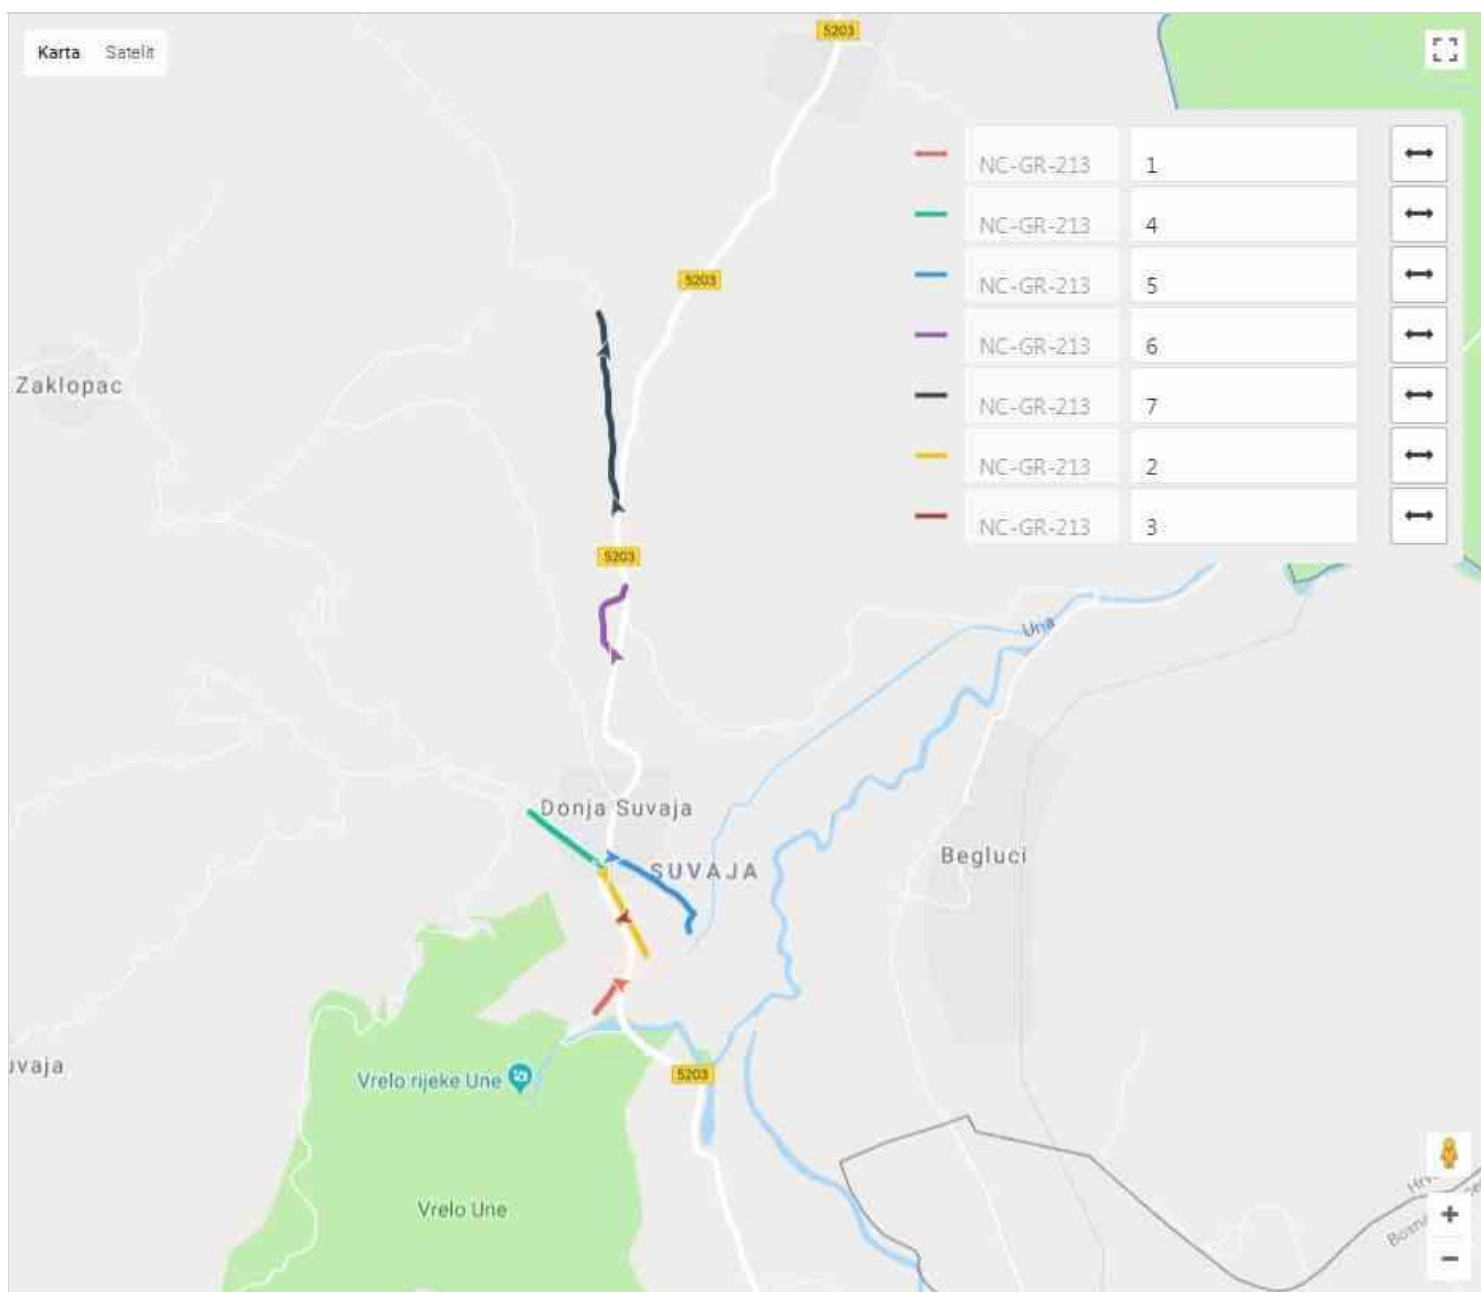 5203
Karta Satelit
NC-GR-213 1
NC-GR-213 4
5203
NC-GR-213 5
NC-GR-213 6
Zaklopac
NC-GR-213 7
NC-GR-213 2
NC-GR-213 3
5203
Una
Donja Suvaja
Begluci
SUVAJA
uvaja
5203
Vrelo rijeke Une
Vrelo Une
+
−